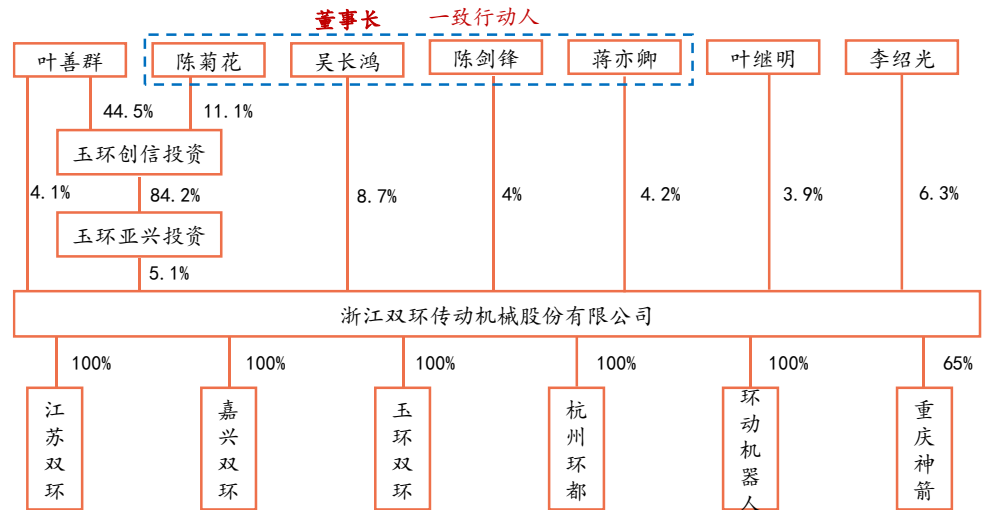 董事长 一致行动人
叶善群 陈菊花 吴长鸿 陈剑锋 蒋亦卿 叶继明 李绍光
44.5% 11.1%
玉环创信投资
4.1% 84.2% 8.7% 4% 4.2% 3.9% 6.3%
玉环亚兴投资
5.1%
浙江双环传动机械股份有限公司
100% 100% 100% 100% 100% 65%
江苏双环
嘉兴双环
玉环双环
杭州环都
环动机器人
重庆神箭